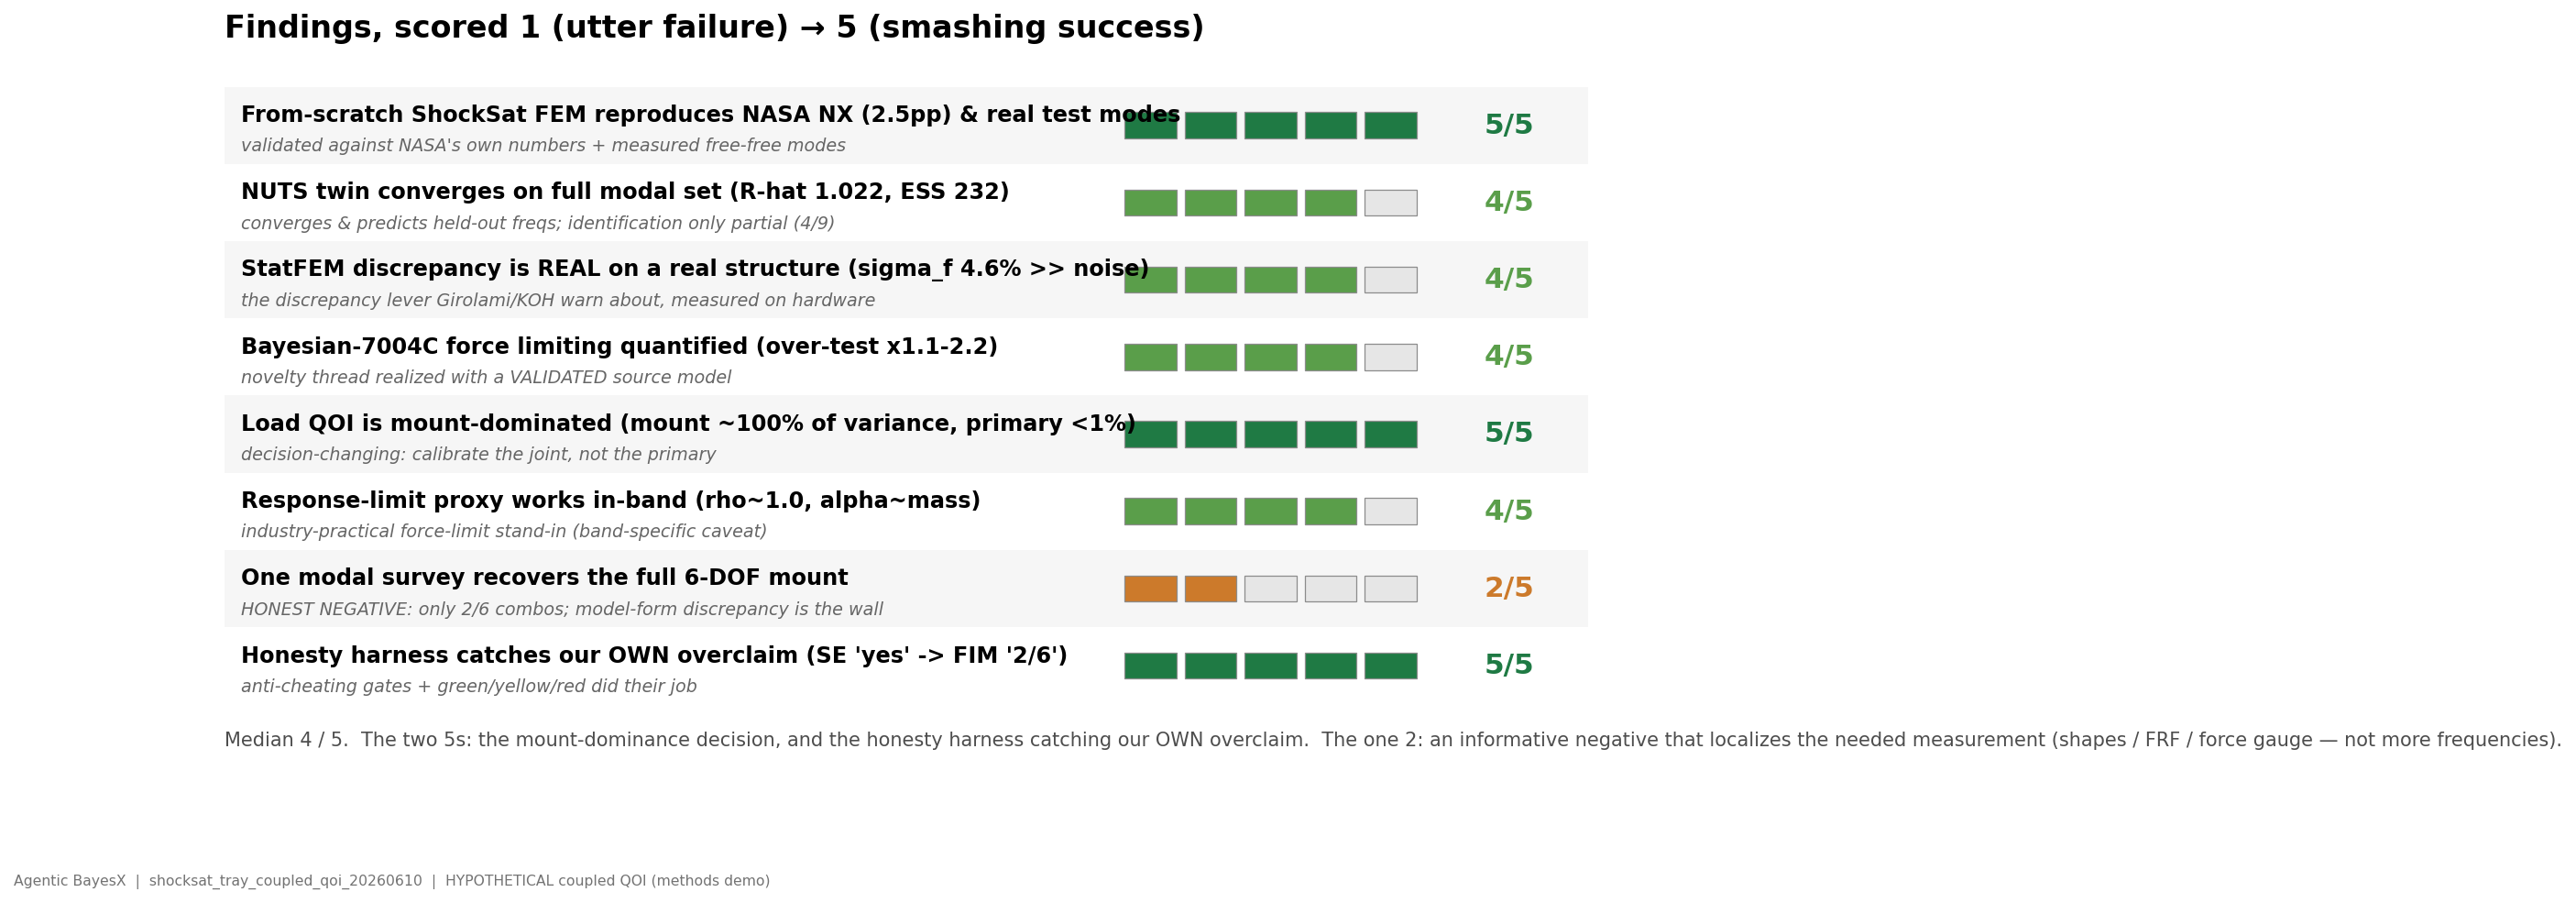 Findings, scored 1 (utter failure) → 5 (smashing success)
From-scratch ShockSat FEM reproduces NASA NX (2.5pp) & real test modes
validated against NASA's own numbers + measured free-free modes
5/5
NUTS twin converges on full modal set (R-hat 1.022, ESS 232)
converges & predicts held-out freqs; identification only partial (4/9)
4/5
StatFEM discrepancy is REAL on a real structure (sigma_f 4.6% >> noise)
the discrepancy lever Girolami/KOH warn about, measured on hardware
4/5
Bayesian-7004C force limiting quantified (over-test x1.1-2.2)
novelty thread realized with a VALIDATED source model
4/5
Load QOI is mount-dominated (mount ~100% of variance, primary <1%)
decision-changing: calibrate the joint, not the primary
5/5
Response-limit proxy works in-band (rho~1.0, alpha~mass)
industry-practical force-limit stand-in (band-specific caveat)
4/5
One modal survey recovers the full 6-DOF mount
HONEST NEGATIVE: only 2/6 combos; model-form discrepancy is the wall
2/5
Honesty harness catches our OWN overclaim (SE 'yes' -> FIM '2/6')
anti-cheating gates + green/yellow/red did their job
5/5
Median 4 / 5.  The two 5s: the mount-dominance decision, and the honesty harness catching our OWN overclaim.  The one 2: an informative negative that localizes the needed measurement (shapes / FRF / force gauge — not more frequencies).
Agentic BayesX  |  shocksat_tray_coupled_qoi_20260610  |  HYPOTHETICAL coupled QOI (methods demo)